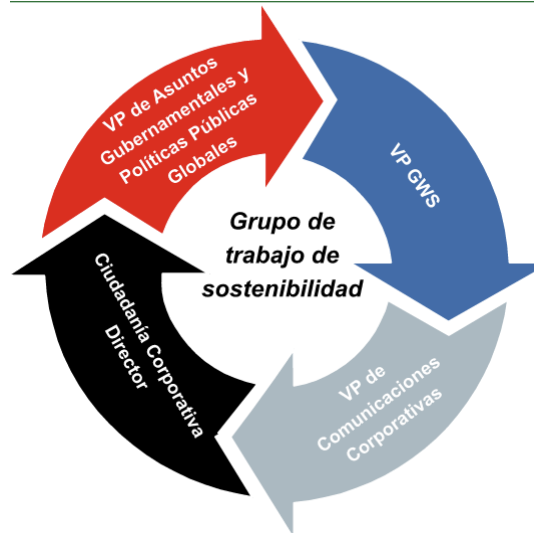 VP de Asuntos
Gubernamentales y
Políticas Públicas
Globales
VP GWS
Grupo de
trabajo de
sostenibilidad
Ciudadanía Corporativa
Director
VP de
Comunicaciones
Corporativas